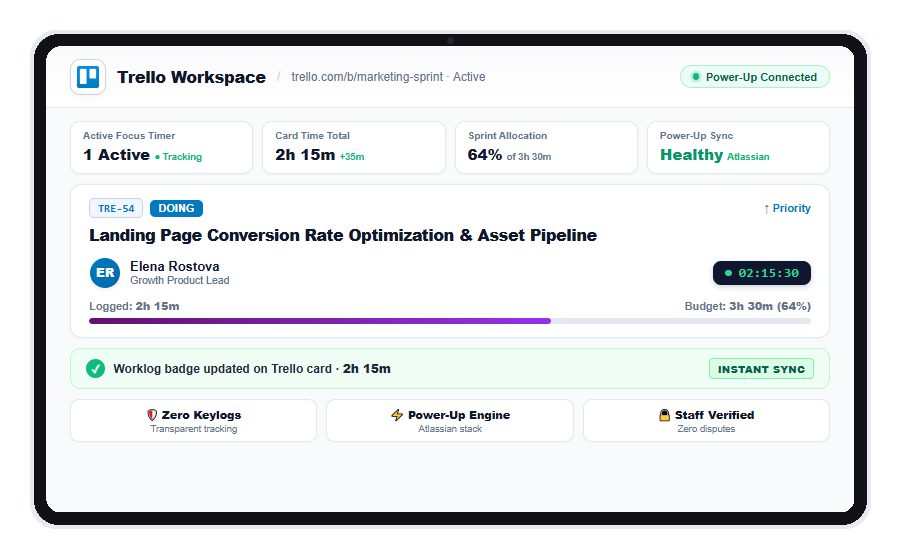 Trello Workspace / trello.com/b/marketing-sprint · Active
Power-Up Connected
Active Focus Timer
1 Active • Tracking
Card Time Total
2h 15m +35m
Sprint Allocation
64% of 3h 30m
Power-Up Sync
Healthy Atlassian
TRE-54 DOING
↑ Priority
Landing Page Conversion Rate Optimization & Asset Pipeline
ER
Elena Rostova
Growth Product Lead
02:15:30
Logged: 2h 15m
Budget: 3h 30m (64%)
Worklog badge updated on Trello card · 2h 15m
INSTANT SYNC
Zero Keylogs
Transparent tracking
Power-Up Engine
Atlassian stack
Staff Verified
Zero disputes